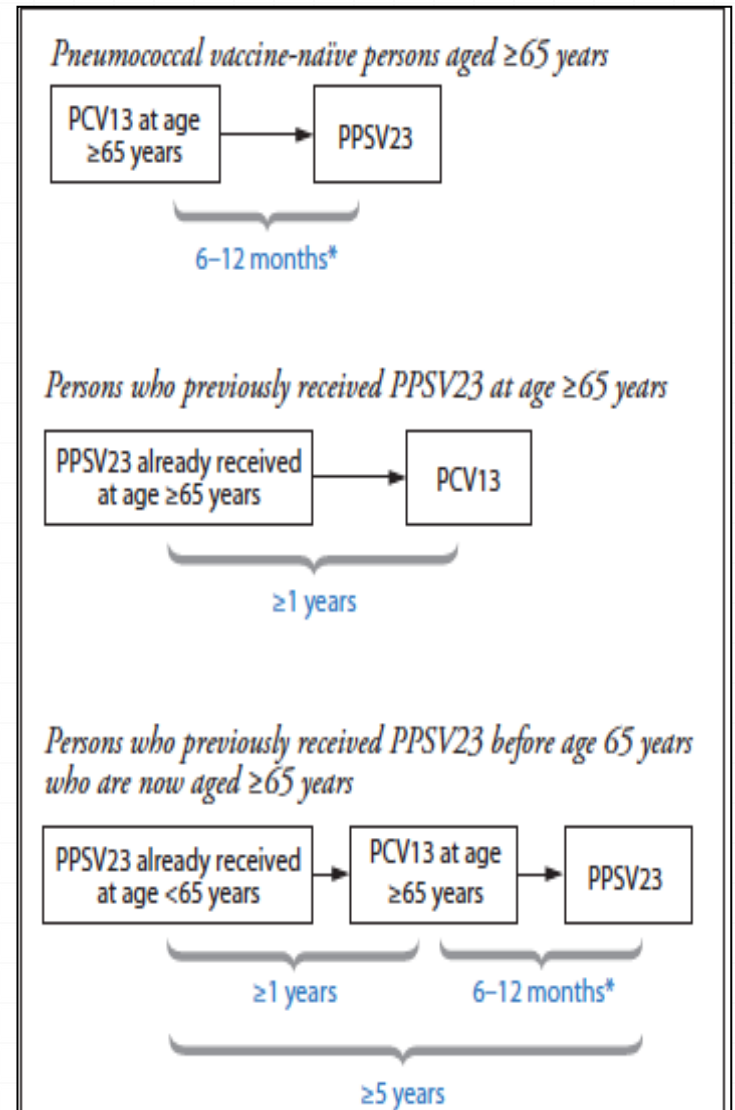 Pneumococcal vaccine-naïve persons aged ≥65 years
PCV13 at age
≥65 years
PPSV23
6–12 months*
Persons who previously received PPSV23 at age ≥65 years
PPSV23 already received
at age ≥65 years
PCV13
≥1 years
Persons who previously received PPSV23 before age 65 years
who are now aged ≥65 years
PPSV23 already received
at age <65 years
PCV13 at age
≥65 years
PPSV23
≥1 years
6–12 months*
≥5 years